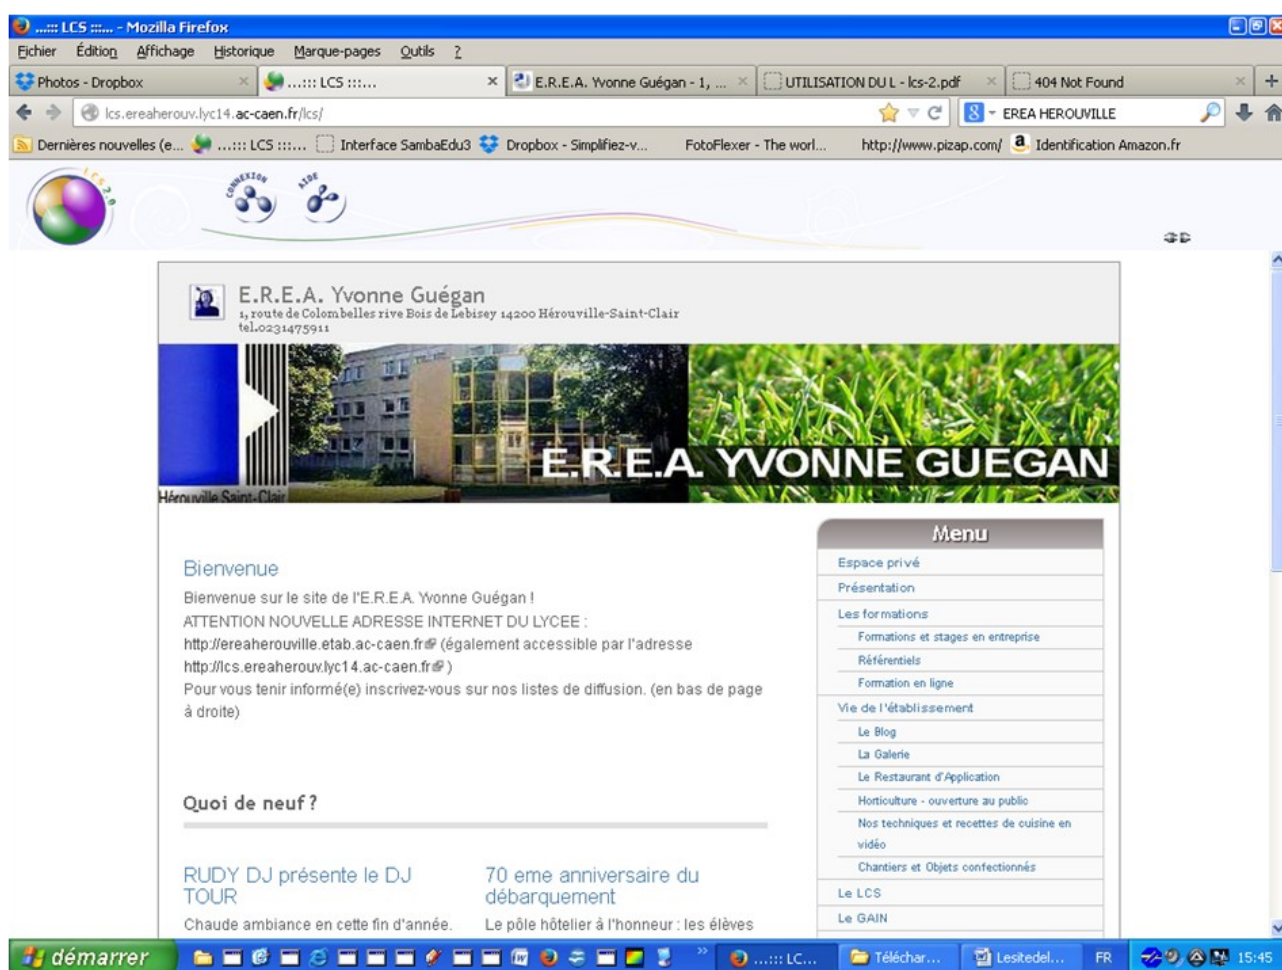 ...::: LCS :::... - Mozilla Firefox
Fichier Édition Affichage Historique Marque-pages Outils ?
Photos - Dropbox × ...::: LCS :::... × E.R.E.A. Yvonne Guégan - 1, ... × UTILISATION DU L - lcs-2.pdf × 404 Not Found × +
lcs.ereaherouv.lyc14.ac-caen.fr/lcs/ EREA HEROUVILLE
Dernières nouvelles (e... ...::: LCS :::... Interface SambaEdu3 Dropbox - Simplifiez-v... FotoFlexer - The worl... http://www.pizap.com/ Identification Amazon.fr
LCS2.0 CONNEXION AIDE
E.R.E.A. Yvonne Guégan
1, route de Colombelles rive Bois de Lebisey 14200 Hérouville-Saint-Clair
tel.0231475911
E.R.E.A. YVONNE GUEGAN
Hérouville Saint-Clair
Bienvenue
Bienvenue sur le site de l'E.R.E.A. Yvonne Guégan !
ATTENTION NOUVELLE ADRESSE INTERNET DU LYCEE :
http://ereaherouville.etab.ac-caen.fr (également accessible par l'adresse
http://lcs.ereaherouv.lyc14.ac-caen.fr )
Pour vous tenir informé(e) inscrivez-vous sur nos listes de diffusion. (en bas de page
à droite)
Quoi de neuf ?
RUDY DJ présente le DJ
TOUR
Chaude ambiance en cette fin d'année.
70 eme anniversaire du
débarquement
Le pôle hôtelier à l'honneur : les élèves
Menu
Espace privé
Présentation
Les formations
Formations et stages en entreprise
Référentiels
Formation en ligne
Vie de l'établissement
Le Blog
La Galerie
Le Restaurant d'Application
Horticulture - ouverture au public
Nos techniques et recettes de cuisine en
vidéo
Chantiers et Objets confectionnés
Le LCS
Le GAIN
démarrer ...::: LC... Téléchar... Lesitedel... FR 15:45